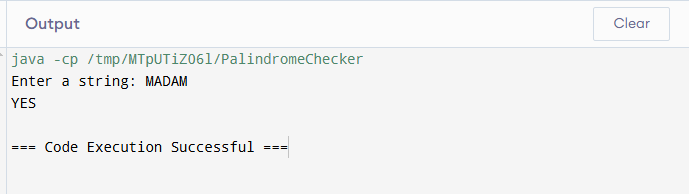 Output
Clear
java -cp /tmp/MTpUTiZO6l/PalindromeChecker
Enter a string: MADAM
YES
=== Code Execution Successful ===